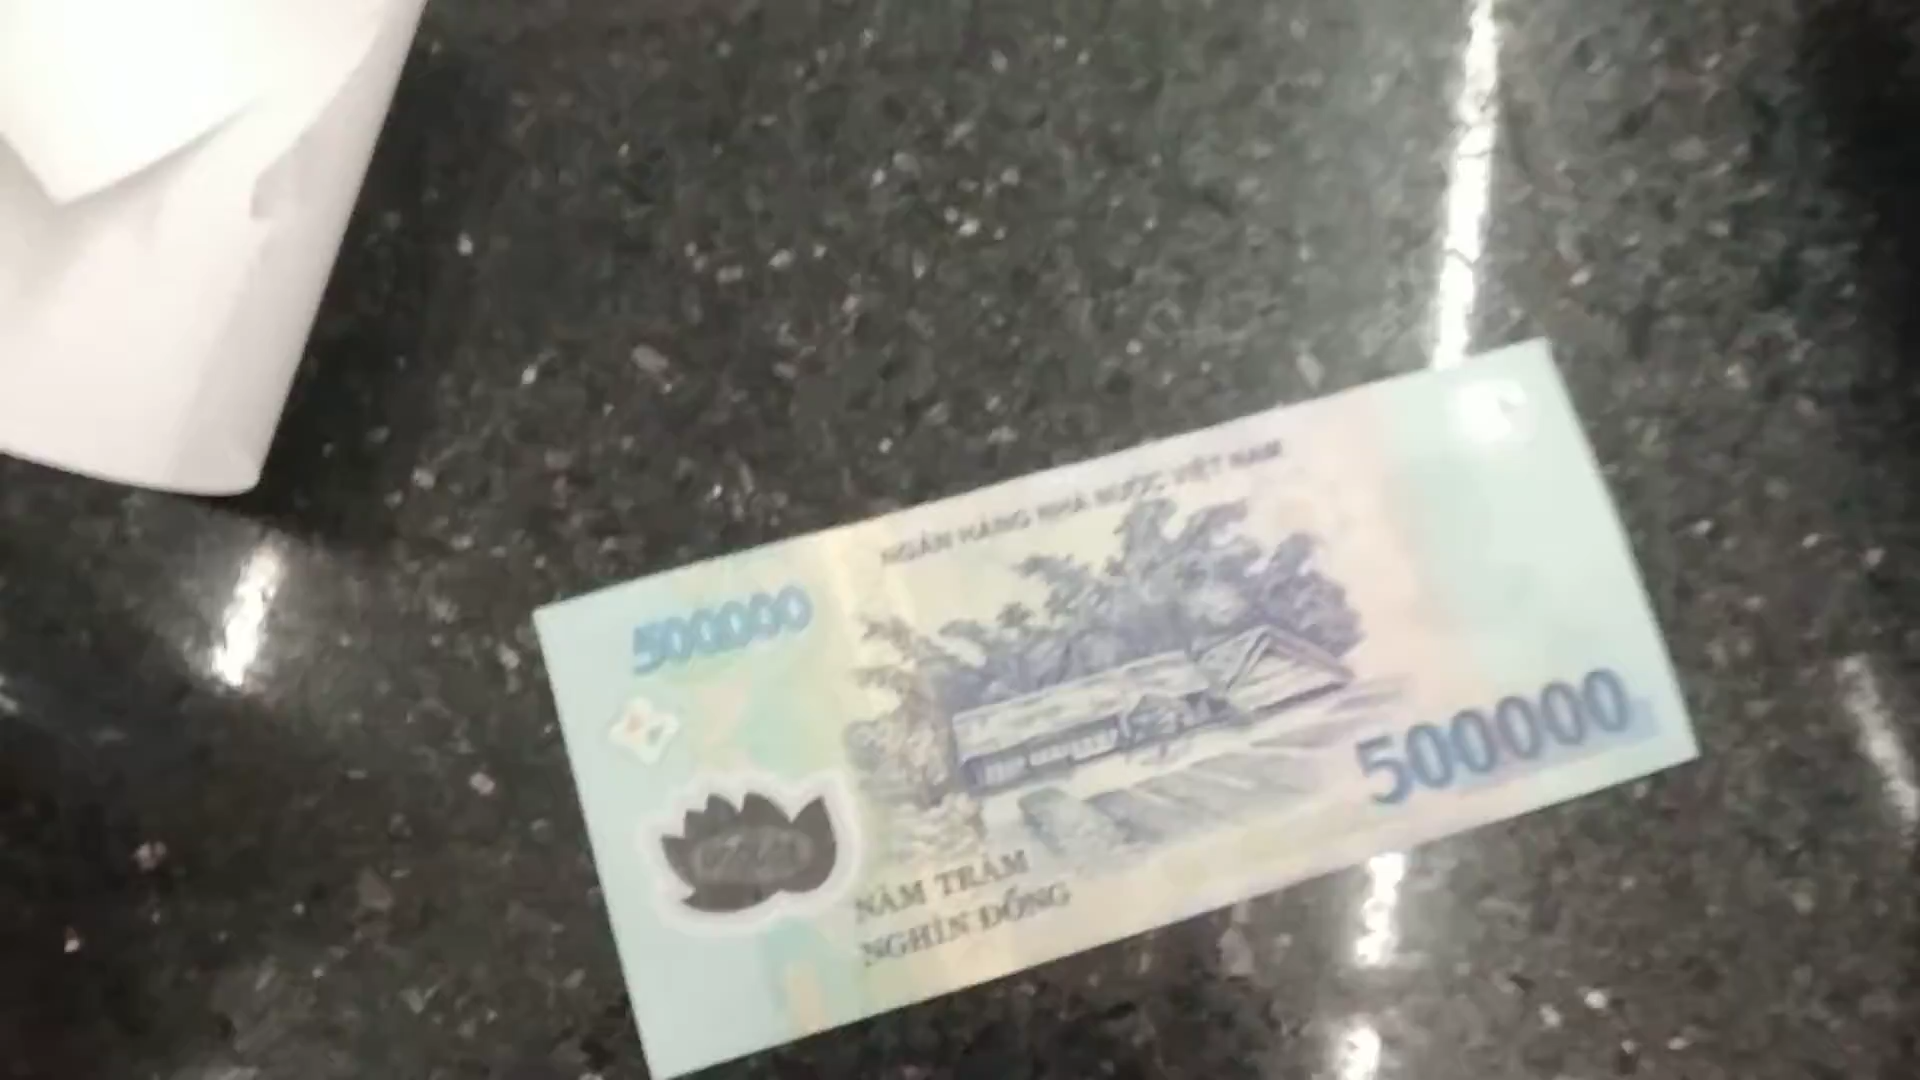 NGÂN HÀNG NHÀ NƯỚC VIỆT NAM
500000
500000
NĂM TRĂM
NGHÌN ĐỒNG